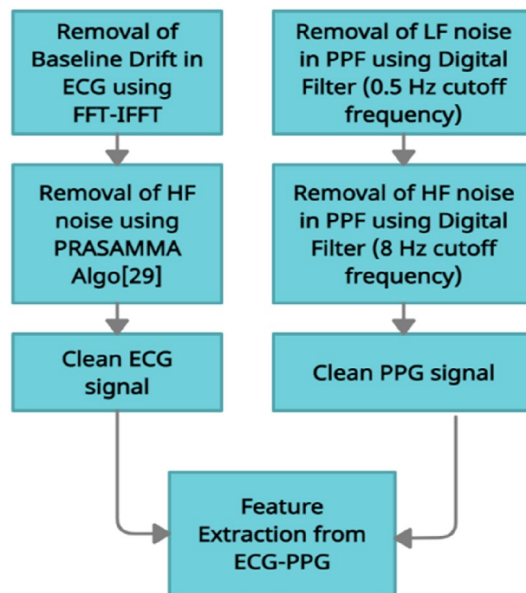 Removal of
Baseline Drift in
ECG using
FFT-IFFT
Removal of HF
noise using
PRASAMMA
Algo[29]
Clean ECG
signal
Removal of LF noise
in PPF using Digital
Filter (0.5 Hz cutoff
frequency)
Removal of HF noise
in PPF using Digital
Filter (8 Hz cutoff
frequency)
Clean PPG signal
Feature
Extraction from
ECG-PPG